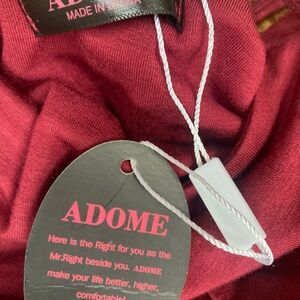 MADE IN
ADOME
Here is the Right for you as the
Mr.Right beside you. ADOME
make your life better, higher,
comfortable!